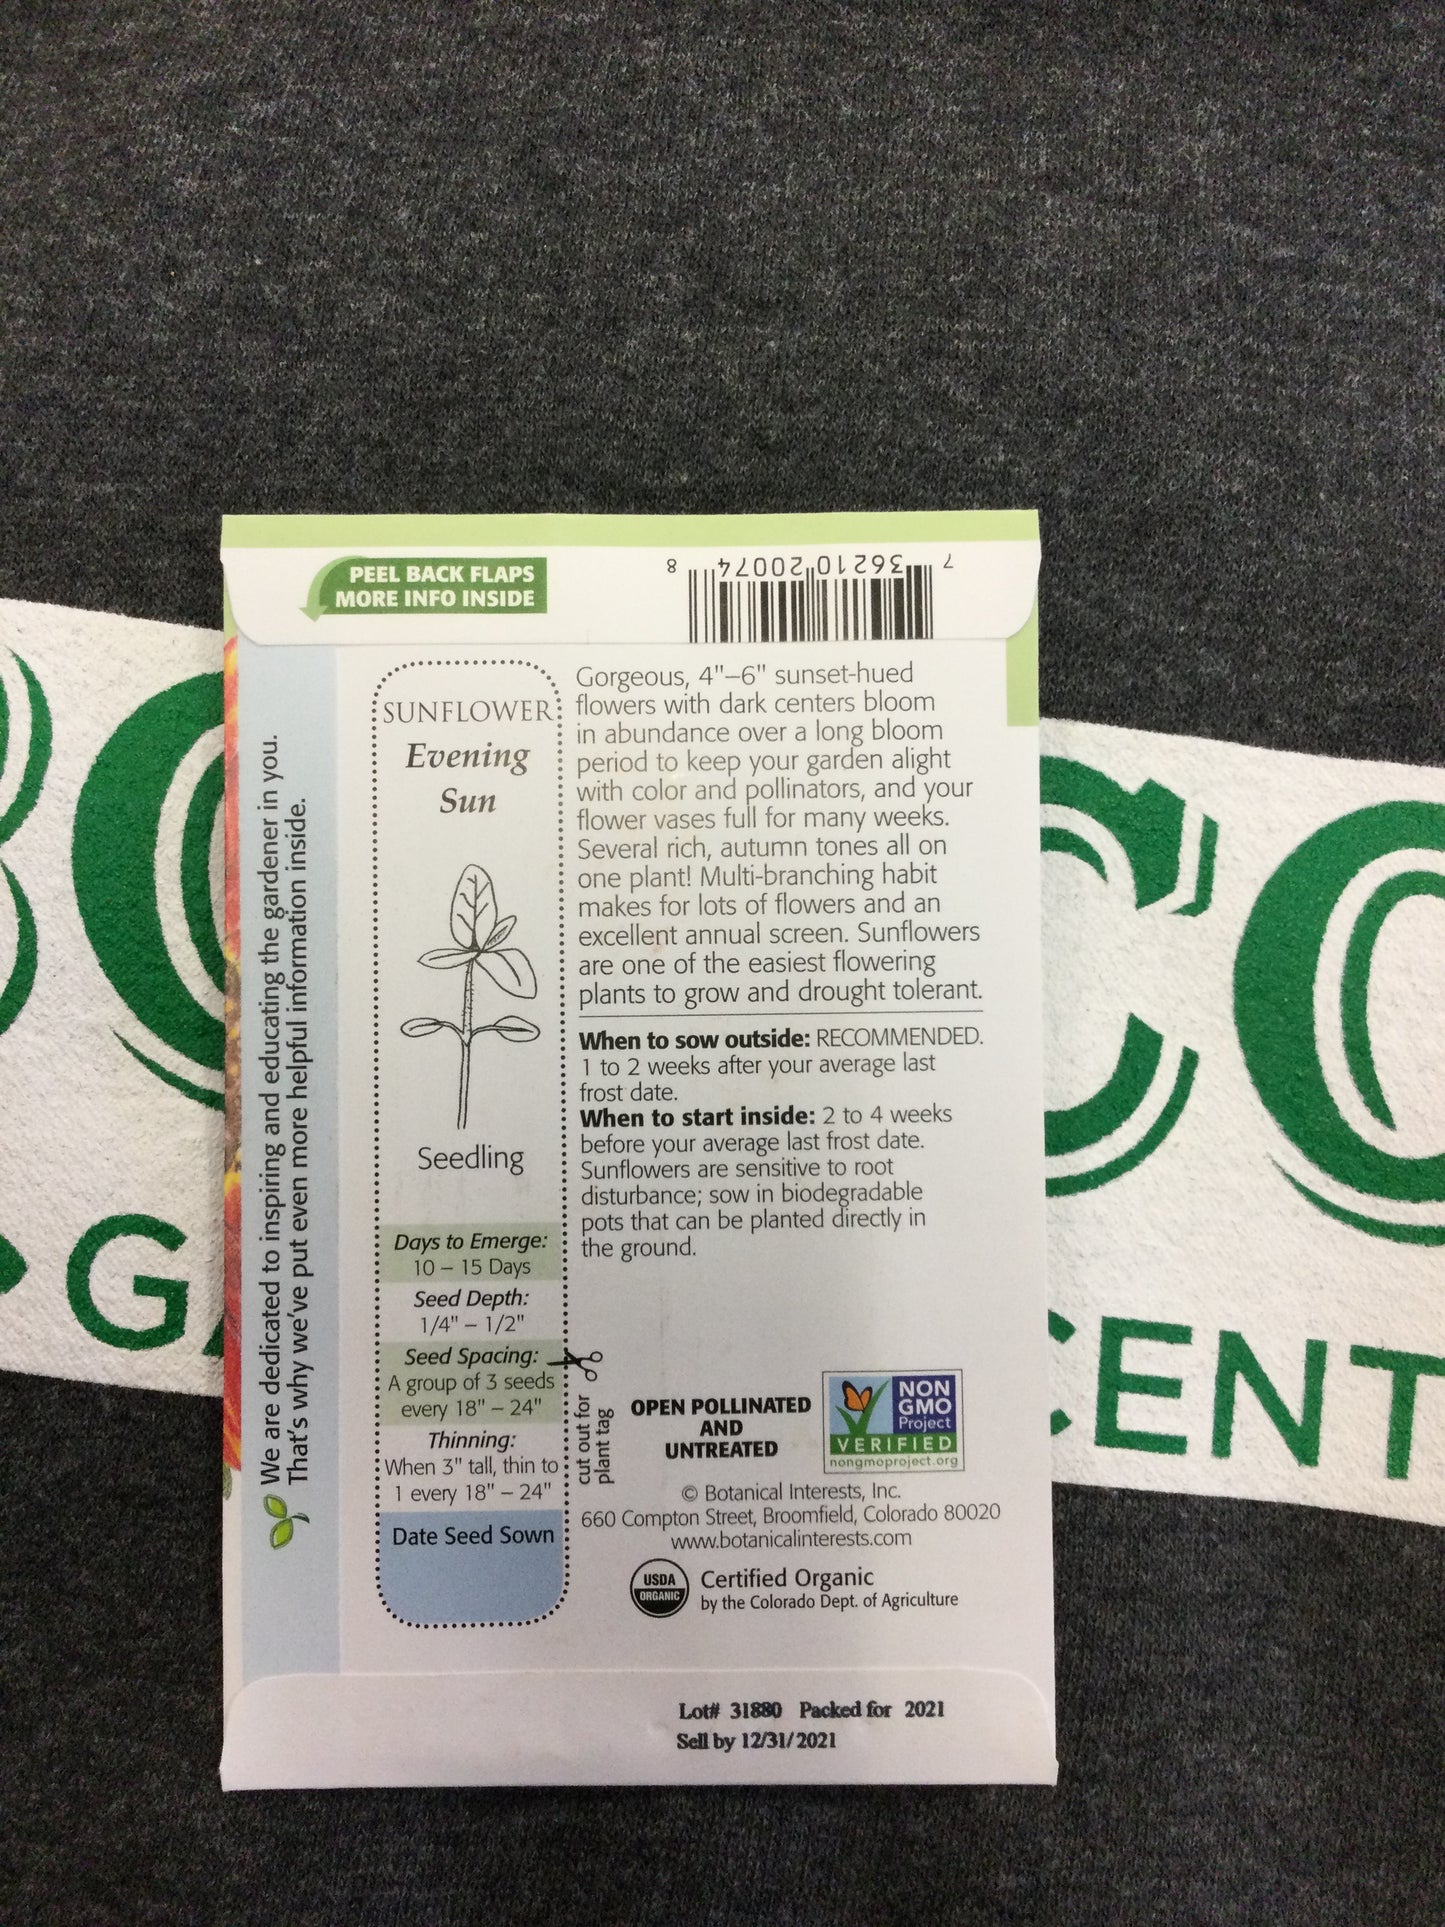 PEEL BACK FLAPS
MORE INFO INSIDE
7 36210 20074 8
We are dedicated to inspiring and educating the gardener in you.
That's why we've put even more helpful information inside.
SUNFLOWER
Evening
Sun
Seedling
Days to Emerge:
10 – 15 Days
Seed Depth:
1/4" – 1/2"
Seed Spacing:
A group of 3 seeds
every 18" – 24"
Thinning:
When 3" tall, thin to
1 every 18" – 24"
Date Seed Sown
cut out for
plant tag
Gorgeous, 4"–6" sunset-hued
flowers with dark centers bloom
in abundance over a long bloom
period to keep your garden alight
with color and pollinators, and your
flower vases full for many weeks.
Several rich, autumn tones all on
one plant! Multi-branching habit
makes for lots of flowers and an
excellent annual screen. Sunflowers
are one of the easiest flowering
plants to grow and drought tolerant.
When to sow outside: RECOMMENDED.
1 to 2 weeks after your average last
frost date.
When to start inside: 2 to 4 weeks
before your average last frost date.
Sunflowers are sensitive to root
disturbance; sow in biodegradable
pots that can be planted directly in
the ground.
OPEN POLLINATED
AND
UNTREATED
NON
GMO
Project
VERIFIED
nongmoproject.org
© Botanical Interests, Inc.
660 Compton Street, Broomfield, Colorado 80020
www.botanicalinterests.com
USDA
ORGANIC
Certified Organic
by the Colorado Dept. of Agriculture
Lot# 31880 Packed for 2021
Sell by 12/31/2021